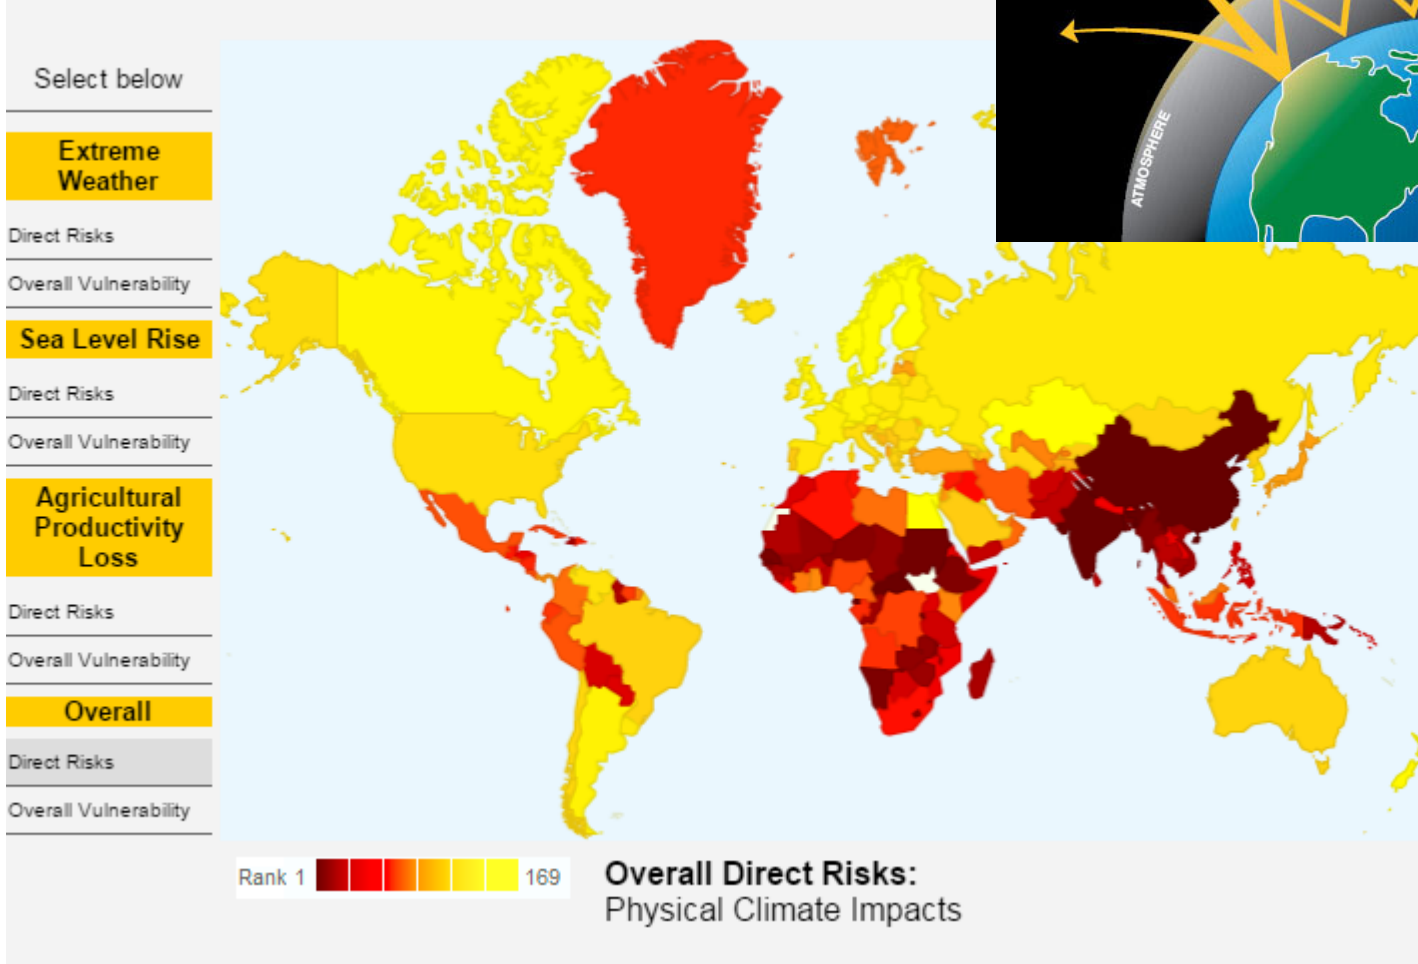 Select below
Extreme
Weather
Direct Risks
Overall Vulnerability
Sea Level Rise
Direct Risks
Overall Vulnerability
Agricultural
Productivity
Loss
Direct Risks
Overall Vulnerability
Overall
Direct Risks
Overall Vulnerability
ATMOSPHERE
Rank 1
169
Overall Direct Risks:
Physical Climate Impacts